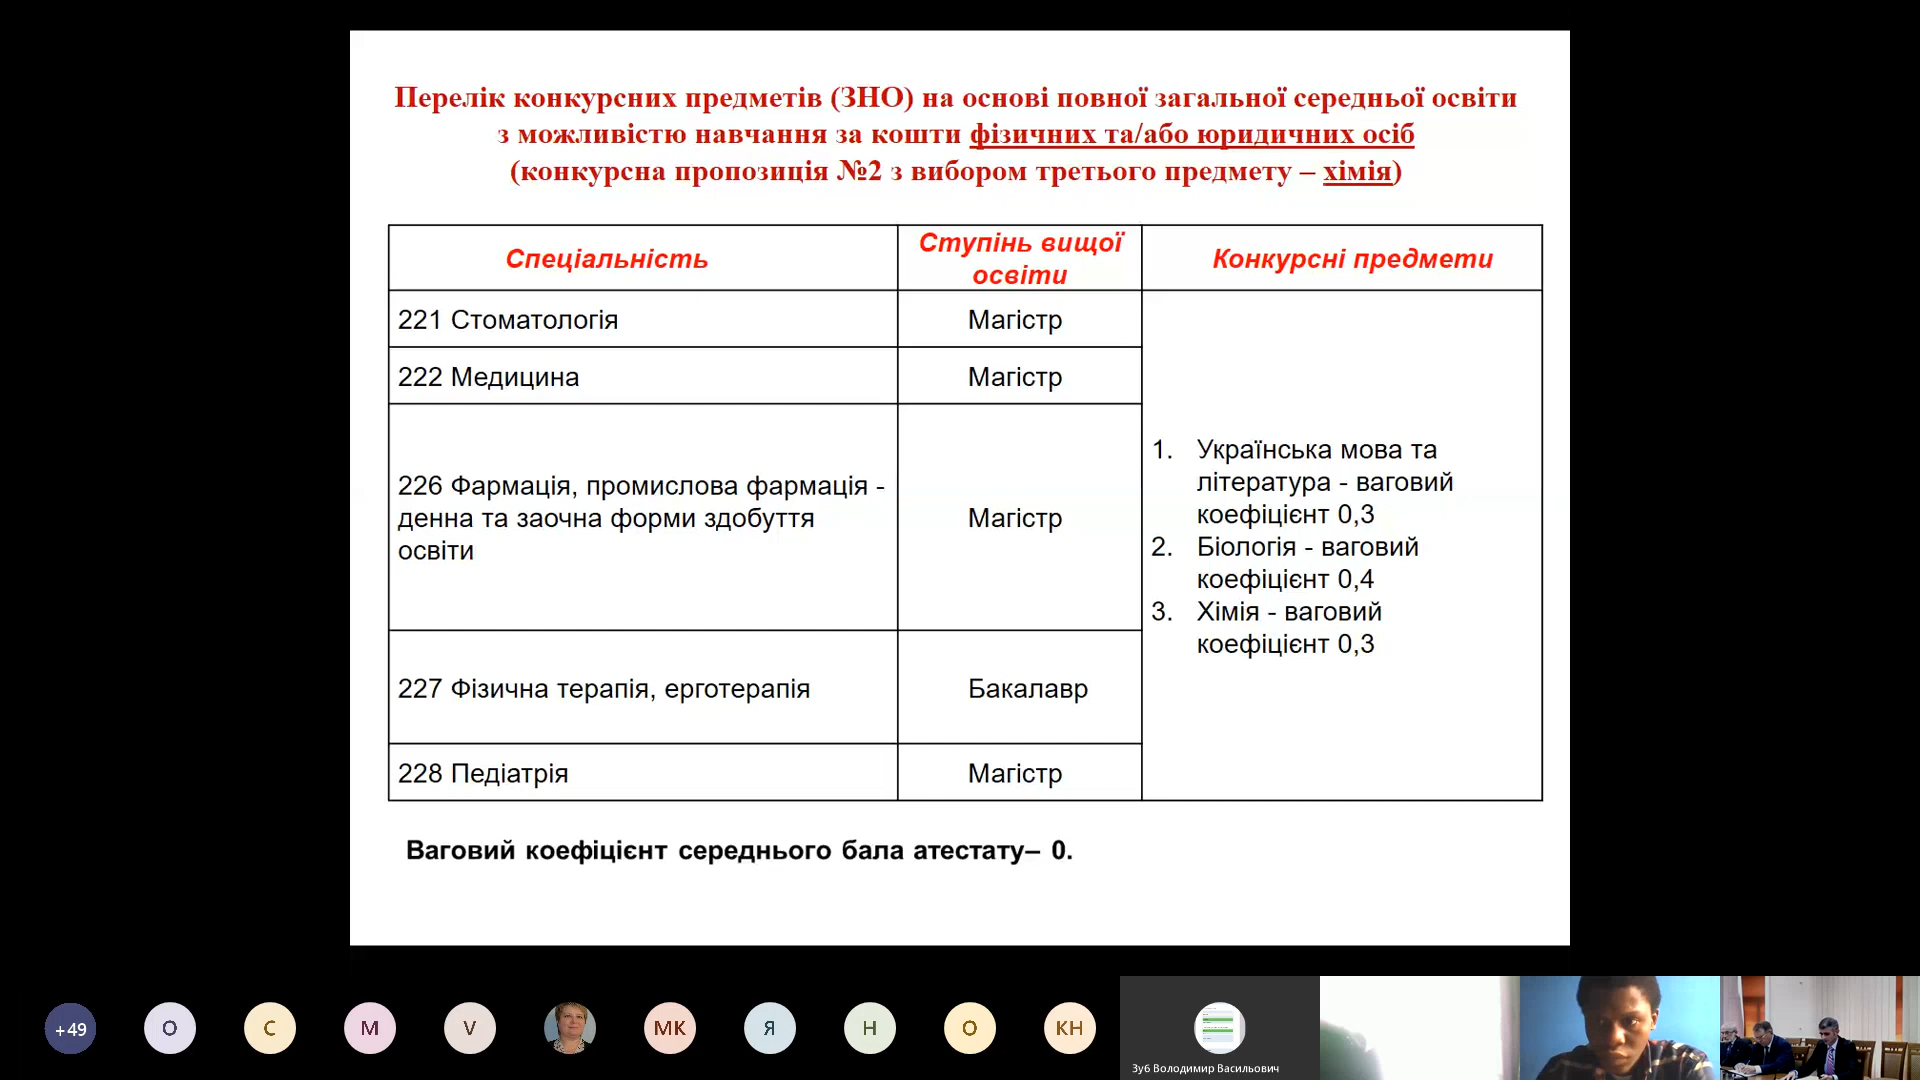 Перелік конкурсних предметів (ЗНО) на основі повної загальної середньої освіти
з можливістю навчання за кошти фізичних та/або юридичних осіб
(конкурсна пропозиція №2 з вибором третього предмету – хімія)
Спеціальність
Ступінь вищої
освіти
Конкурсні предмети
221 Стоматологія
Магістр
222 Медицина
Магістр
226 Фармація, промислова фармація -
денна та заочна форми здобуття
освіти
Магістр
227 Фізична терапія, ерготерапія
Бакалавр
228 Педіатрія
Магістр
1. Українська мова та
література - ваговий
коефіцієнт 0,3
2. Біологія - ваговий
коефіцієнт 0,4
3. Хімія - ваговий
коефіцієнт 0,3
Ваговий коефіцієнт середнього бала атестату– 0.
+49
О
С
М
V
МК
Я
Н
О
КН
Зуб Володимир Васильович